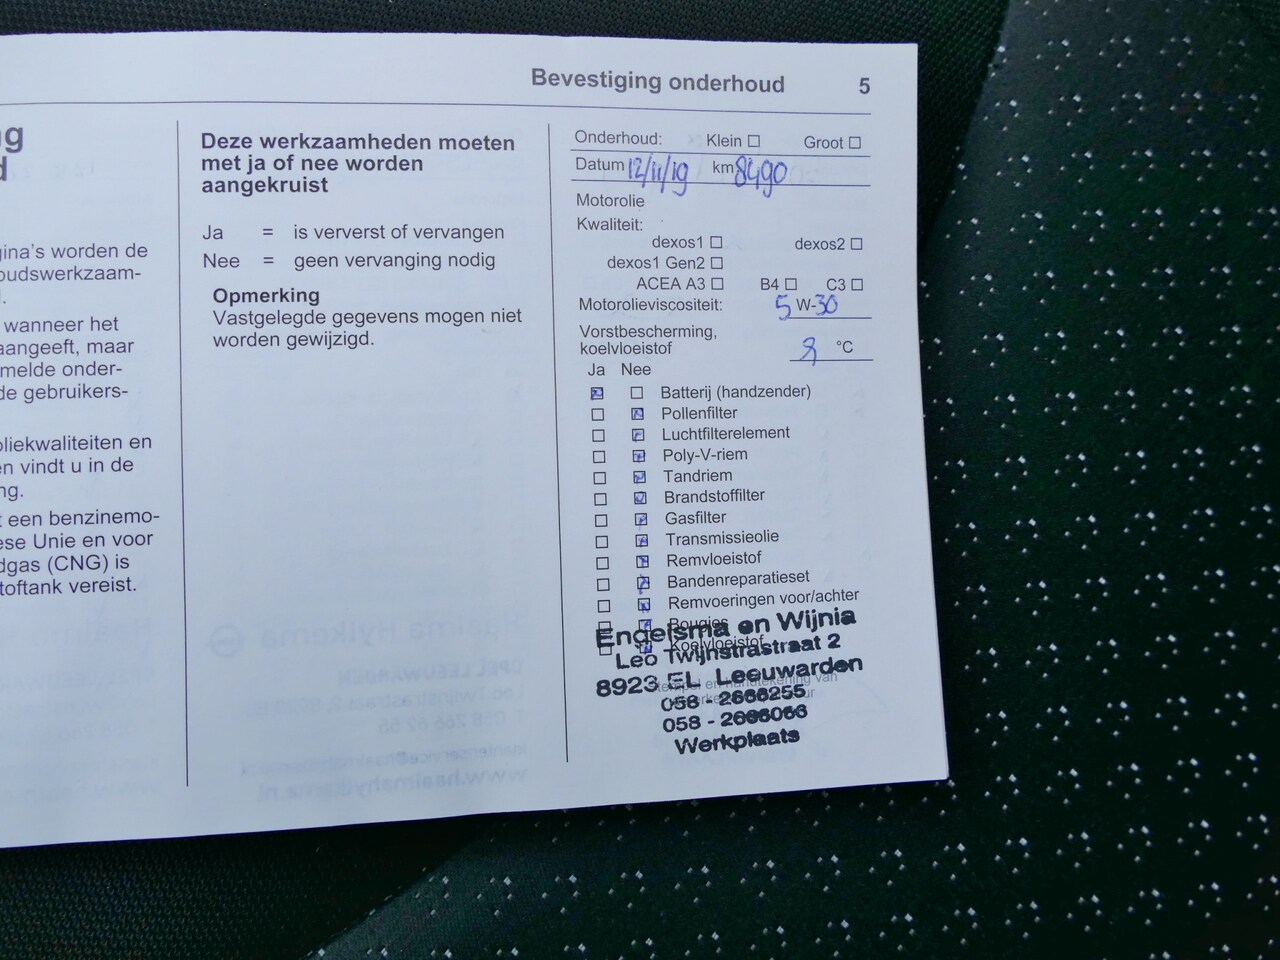 Bevestiging onderhoud 5
g
d
gina's worden de
oudswerkzaam-
wanneer het
aangeeft, maar
melde onder-
de gebruikers-
oliekwaliteiten en
en vindt u in de
ng.
t een benzinemo-
ese Unie en voor
dgas (CNG) is
toftank vereist.
Deze werkzaamheden moeten
met ja of nee worden
aangekruist
Ja = is ververst of vervangen
Nee = geen vervanging nodig
Opmerking
Vastgelegde gegevens mogen niet
worden gewijzigd.
Onderhoud: Klein Groot
Datum 12/11/19 km 8490
Motorolie
Kwaliteit:
dexos1 dexos2
dexos1 Gen2
ACEA A3 B4 C3
Motorolieviscositeit: 5 W-30
Vorstbescherming,
koelvloeistof °C
Ja Nee
Batterij (handzender)
Pollenfilter
Luchtfilterelement
Poly-V-riem
Tandriem
Brandstoffilter
Gasfilter
Transmissieolie
Remvloeistof
Bandenreparatieset
Remvoeringen voor/achter
Bougies
Koelvloeistof
Engelsma en Wijnia
Leo Twijnstrastraat 2
8923 EL Leeuwarden
058 - 2666255
058 - 2666066
Werkplaats